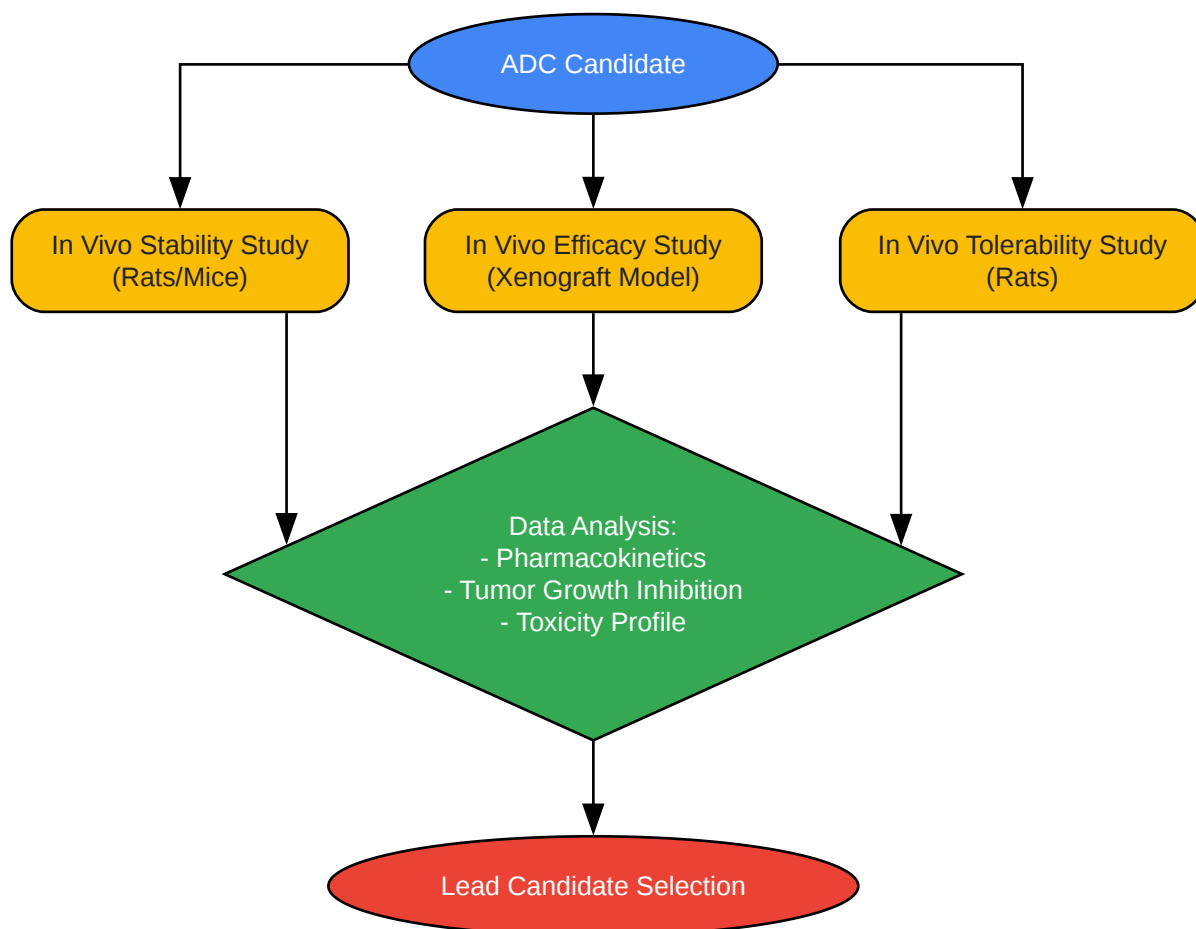 ADC Candidate
In Vivo Stability Study
(Rats/Mice)
In Vivo Efficacy Study
(Xenograft Model)
In Vivo Tolerability Study
(Rats)
Data Analysis:
- Pharmacokinetics
- Tumor Growth Inhibition
- Toxicity Profile
Lead Candidate Selection